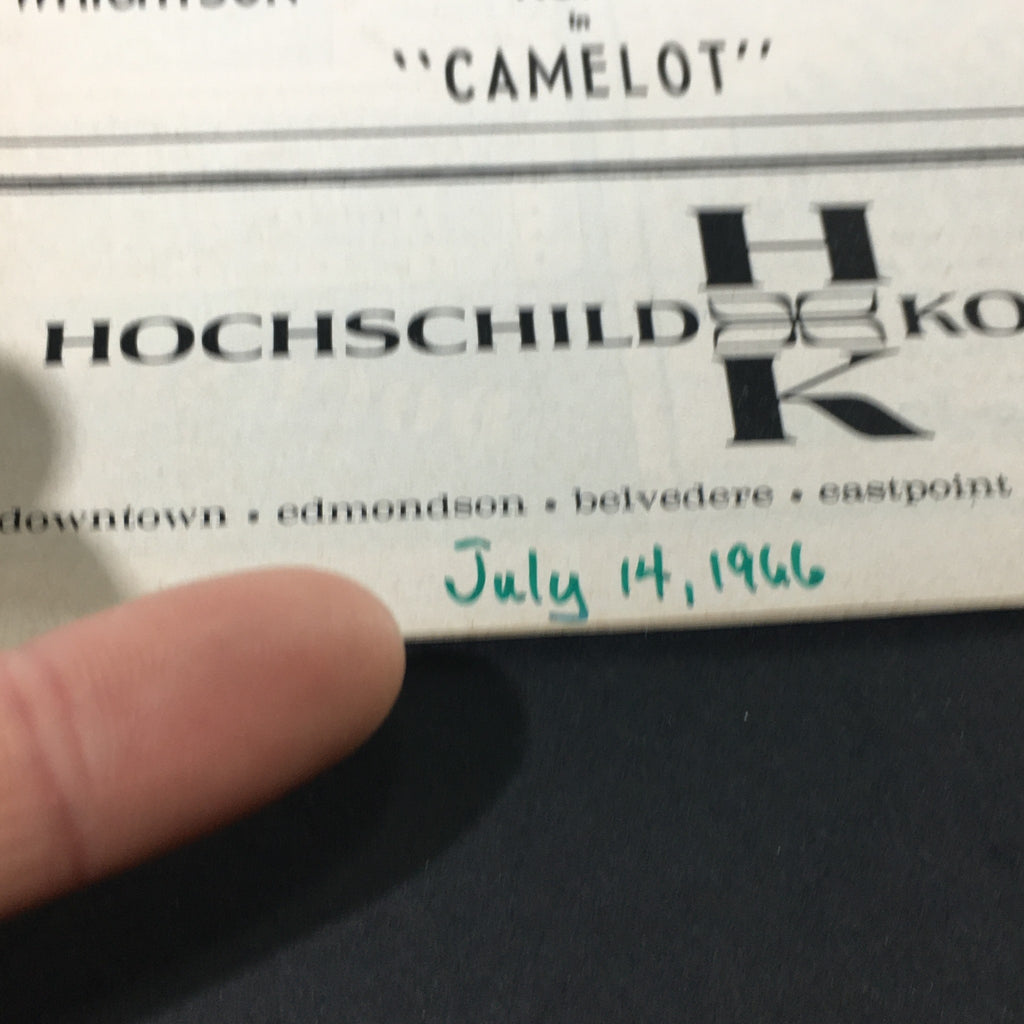 in
"CAMELOT"
H
HOCHSCHILD KO
K
downtown • edmondson • belvedere • eastpoint
July 14, 1966